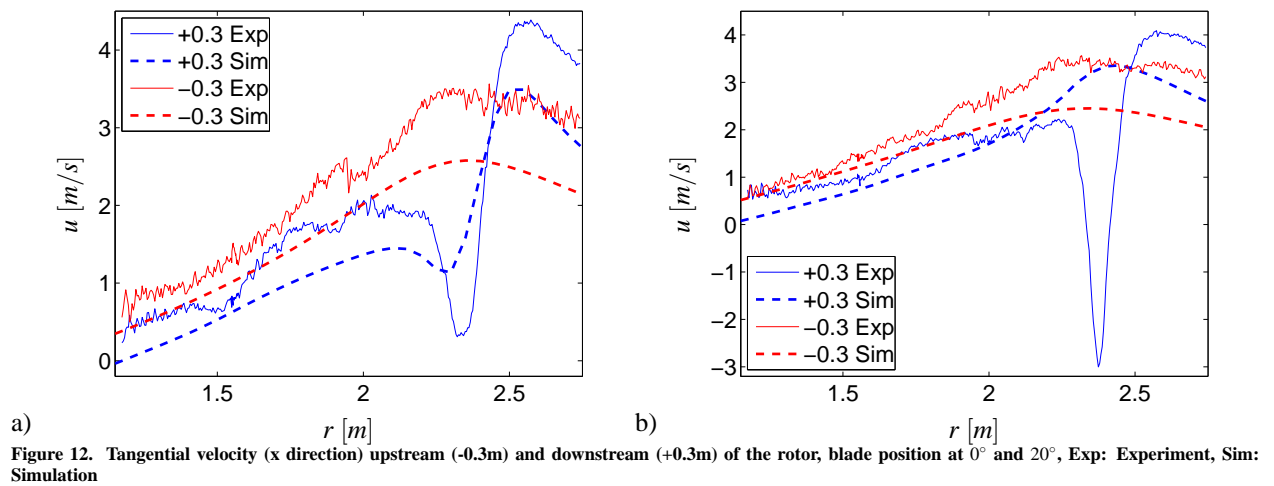 4
3
2
1
0
u [m/s]
+0.3 Exp
+0.3 Sim
−0.3 Exp
−0.3 Sim
1.5 2 2.5
r [m]
a)
4
3
2
1
0
−1
−2
−3
u [m/s]
+0.3 Exp
+0.3 Sim
−0.3 Exp
−0.3 Sim
1.5 2 2.5
r [m]
b)
Figure 12. Tangential velocity (x direction) upstream (-0.3m) and downstream (+0.3m) of the rotor, blade position at 0° and 20°, Exp: Experiment, Sim:
Simulation